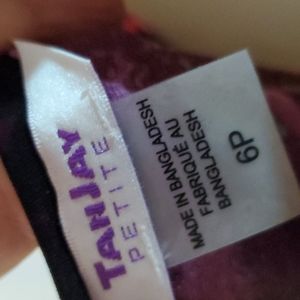 TANJAY
PETITE
MADE IN BANGLADESH
FABRIQUÉ AU
BANGLADESH
6P